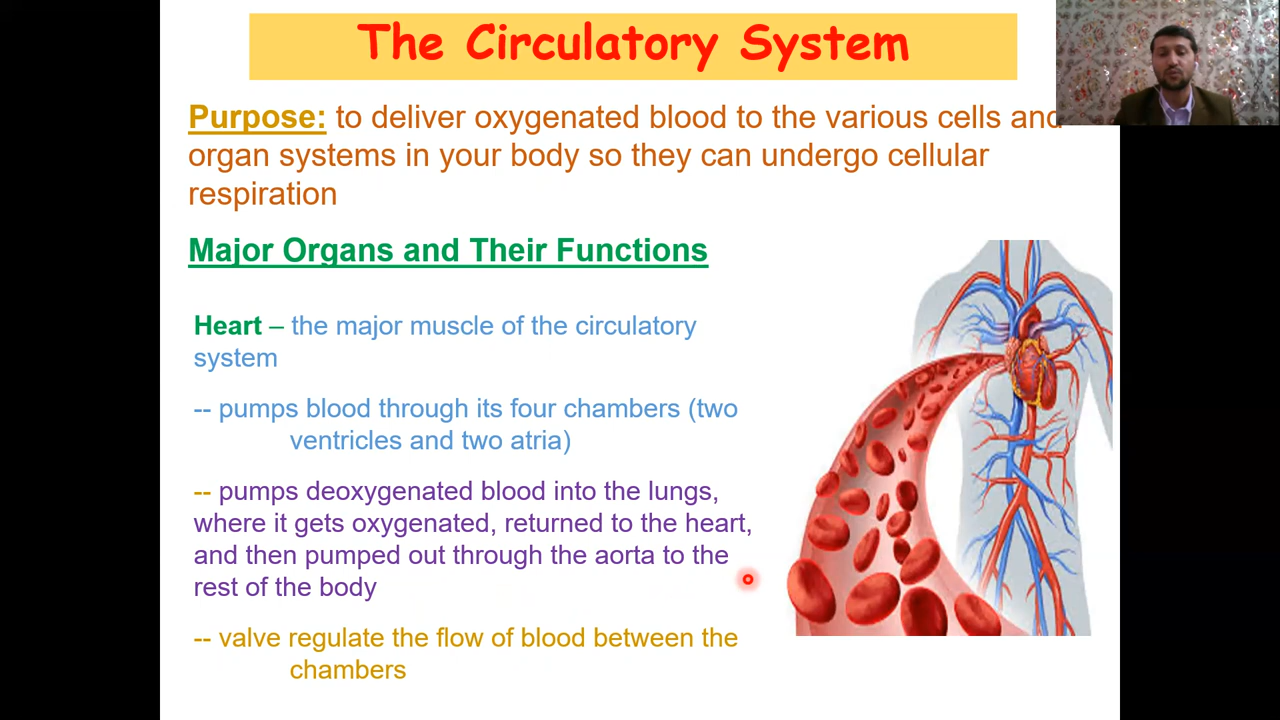 The Circulatory System
Purpose: to deliver oxygenated blood to the various cells and
organ systems in your body so they can undergo cellular
respiration
Major Organs and Their Functions
Heart – the major muscle of the circulatory
system
-- pumps blood through its four chambers (two
ventricles and two atria)
-- pumps deoxygenated blood into the lungs,
where it gets oxygenated, returned to the heart,
and then pumped out through the aorta to the
rest of the body
-- valve regulate the flow of blood between the
chambers